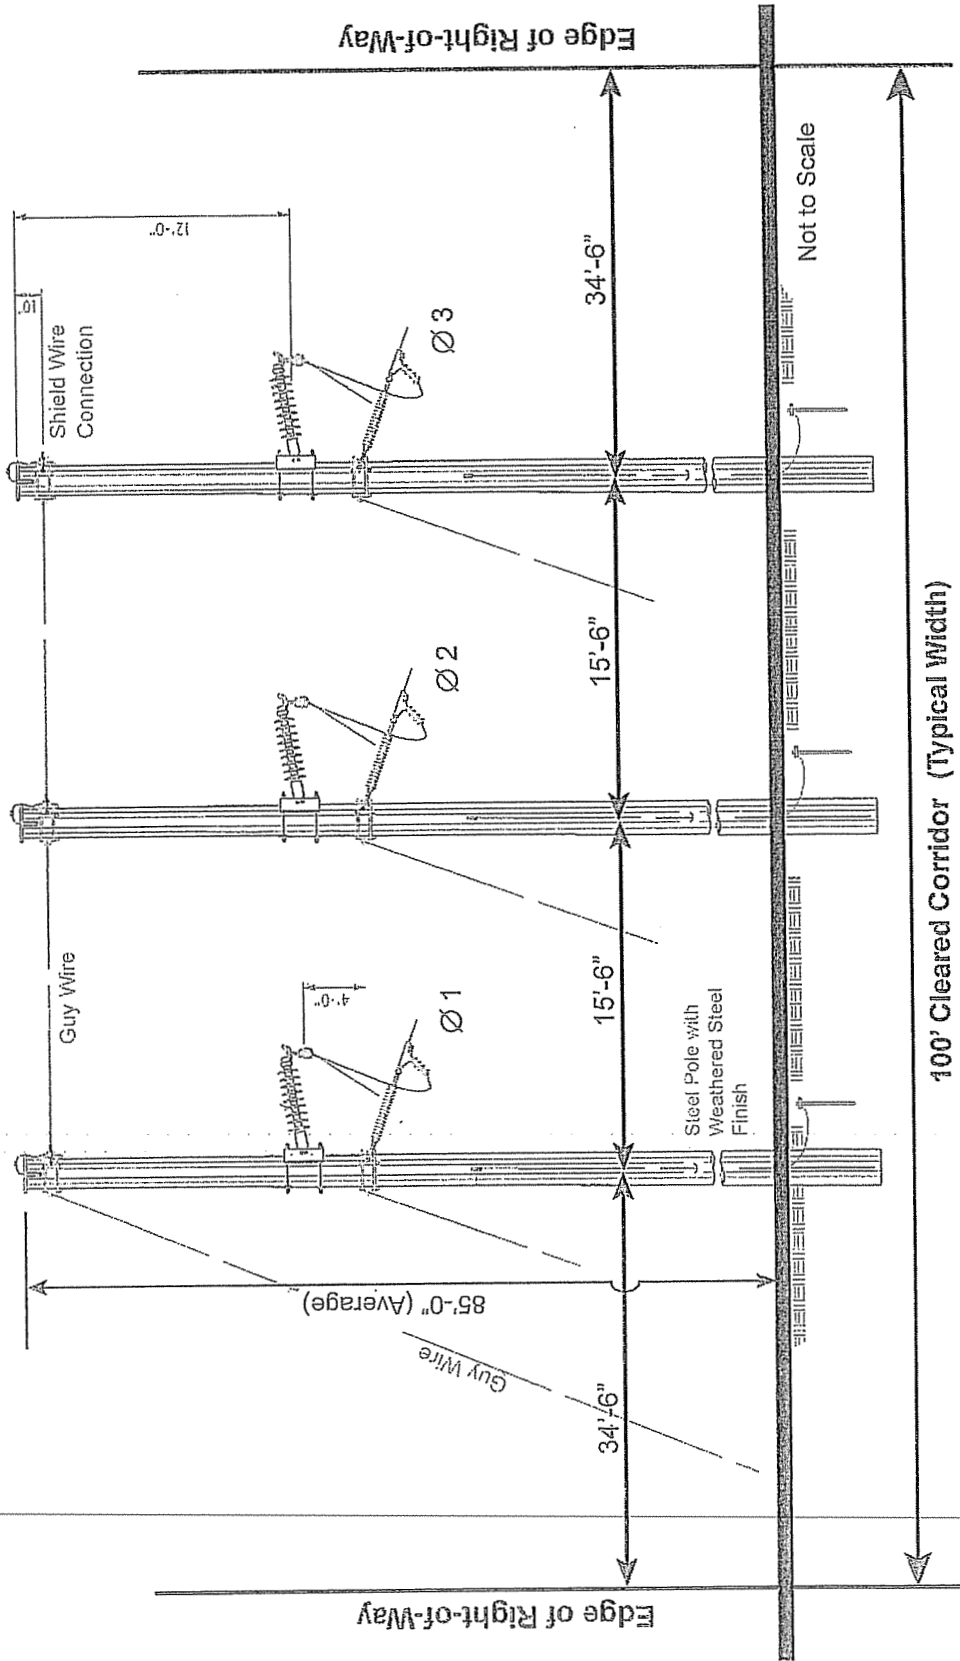 Edge of Right-of-Way
Edge of Right-of-Way
Guy Wire
Shield Wire
Connection
10"
12'-0"
4'-0"
Ø 1
Ø 2
Ø 3
85'-0" (Average)
Guy Wire
Steel Pole with
Weathered Steel
Finish
34'-6"
15'-6"
15'-6"
34'-6"
Not to Scale
100' Cleared Corridor (Typical Width)